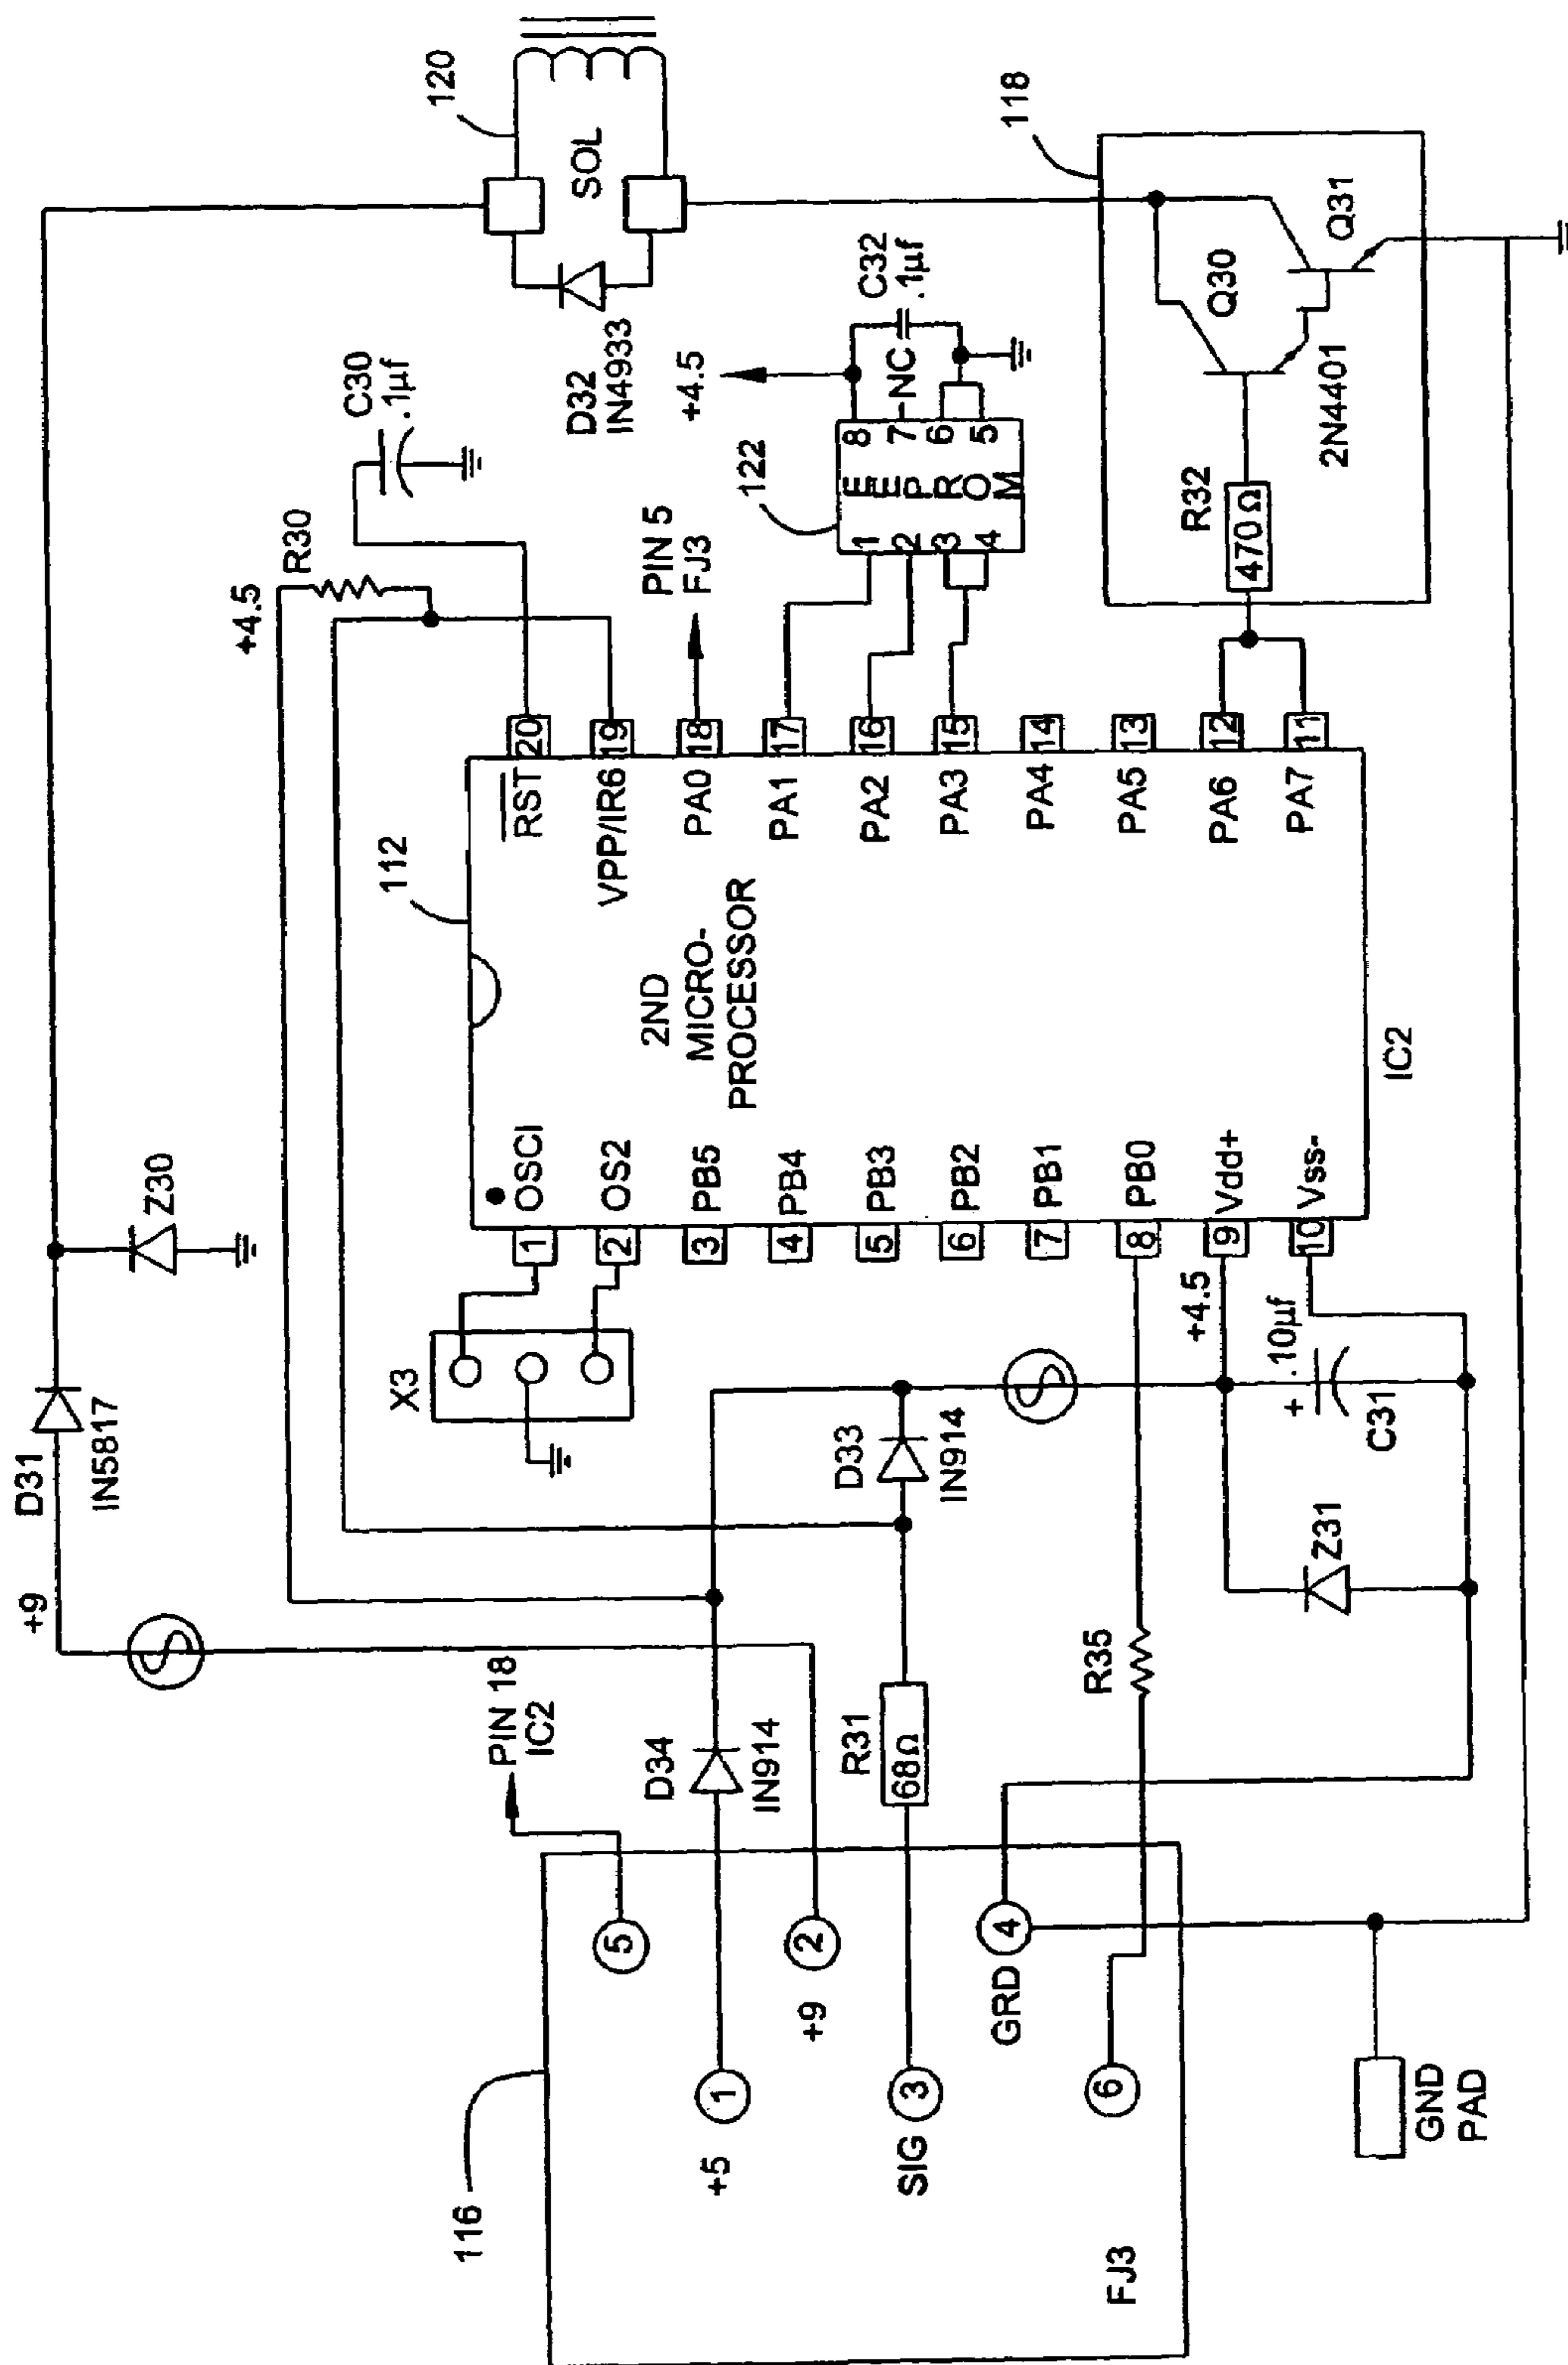 116
FJ3
+5
1
5
+9
2
SIG
3
GRD
4
6
GND
PAD
PIN 18
IC2
D34
IN914
R31
68Ω
R35
+9
D31
IN5817
Z30
X3
D33
IN914
Z31
+4.5
+ .10µf
C31
112
2ND
MICRO-
PROCESSOR
IC2
1 OSCI
2 OS2
3 PB5
4 PB4
5 PB3
6 PB2
7 PB1
8 PB0
9 Vdd+
10 Vss-
RST 20
VPP/IR6 19
PA0 18
PA1 17
PA2 16
PA3 15
PA4 14
PA5 13
PA6 12
PA7 11
+4.5
R30
C30
.1µf
PIN 5
FJ3
122
1
2
3
4
EEPROM
8
7
6
5
NC
+4.5
C32
.1µf
D32
IN4933
SOL
120
118
R32
470 Ω
Q30
2N4401
Q31